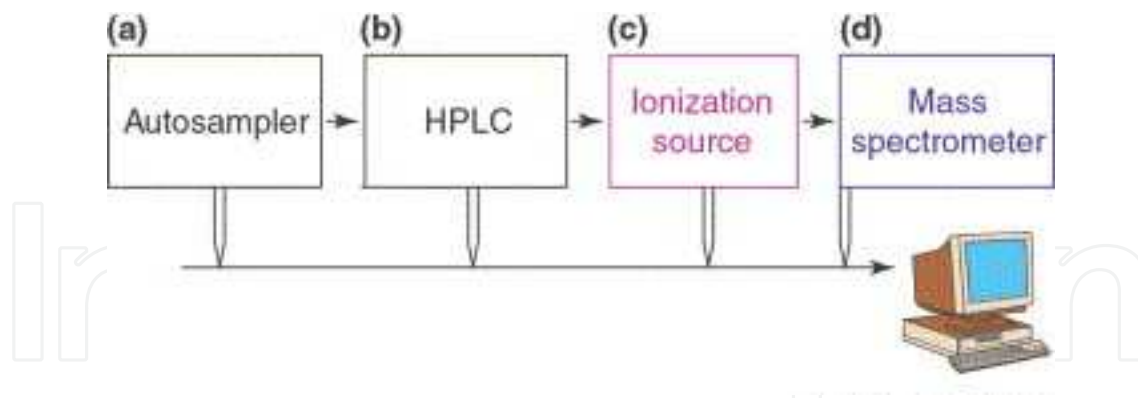 (a) (b) (c) (d)
Autosampler
HPLC
Ionization
source
Mass
spectrometer